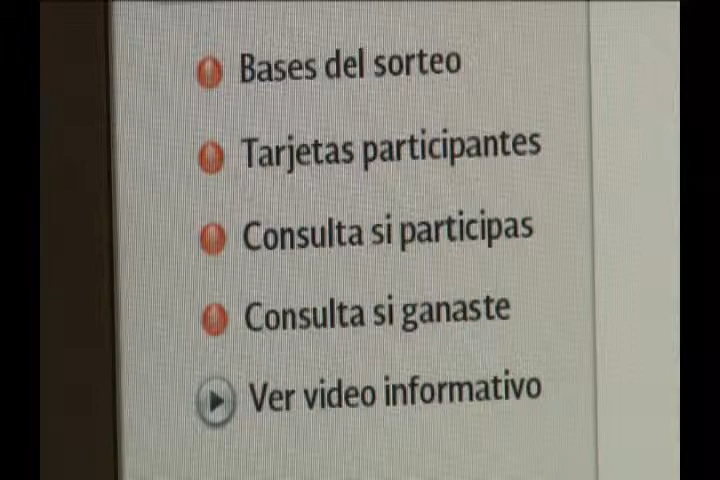 Bases del sorteo
Tarjetas participantes
Consulta si participas
Consulta si ganaste
Ver video informativo